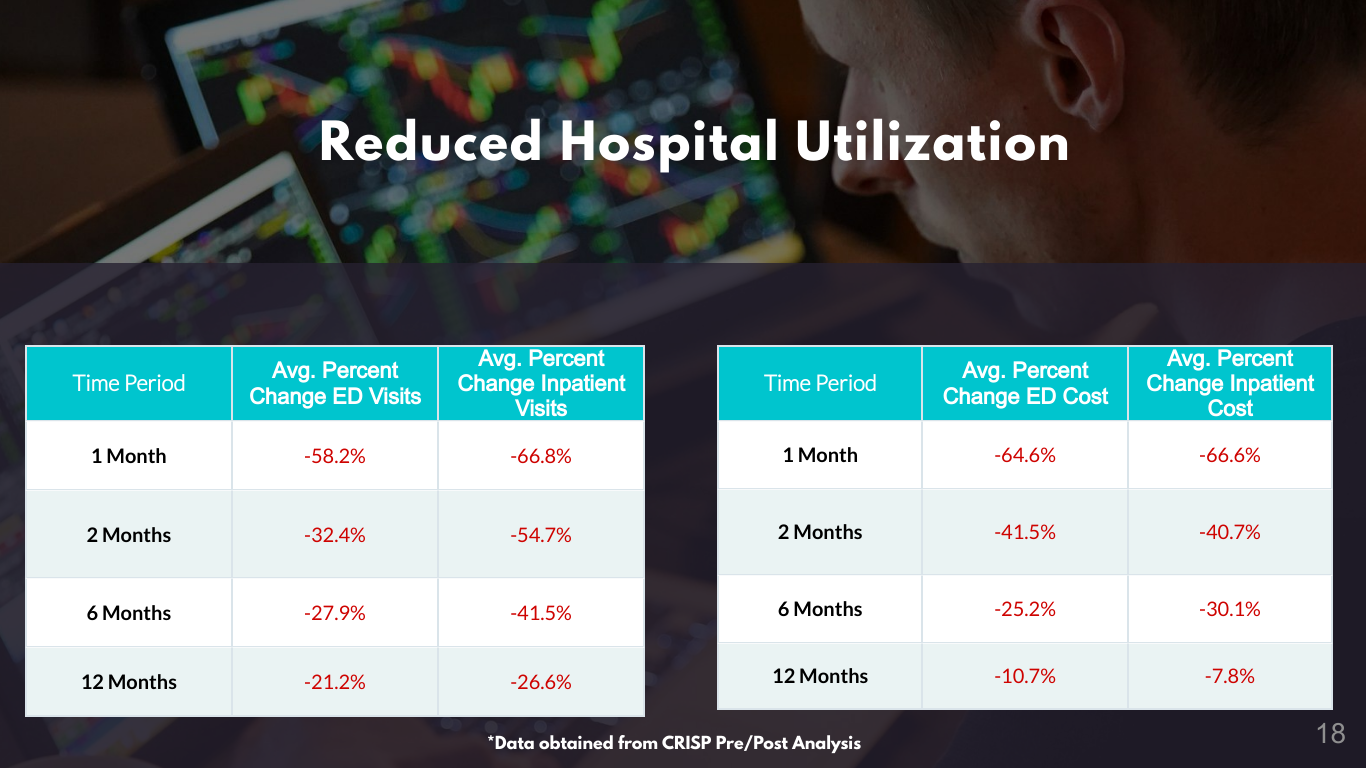 Reduced Hospital Utilization
Time Period
Avg. Percent
Change ED Visits
Avg. Percent
Change Inpatient
Visits
1 Month
-58.2%
-66.8%
2 Months
-32.4%
-54.7%
6 Months
-27.9%
-41.5%
12 Months
-21.2%
-26.6%
Time Period
Avg. Percent
Change ED Cost
Avg. Percent
Change Inpatient
Cost
1 Month
-64.6%
-66.6%
2 Months
-41.5%
-40.7%
6 Months
-25.2%
-30.1%
12 Months
-10.7%
-7.8%
*Data obtained from CRISP Pre/Post Analysis
18